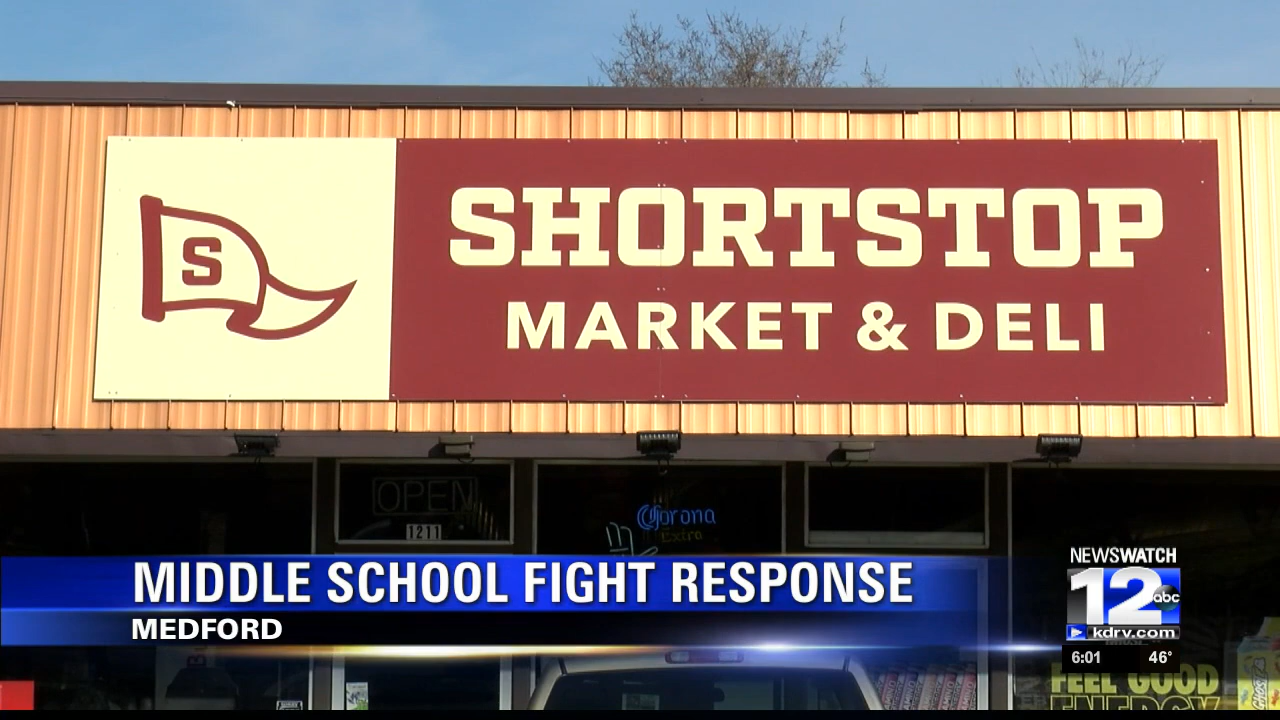 S
SHORTSTOP
MARKET & DELI
OPEN
1211
Corona
Extra
MIDDLE SCHOOL FIGHT RESPONSE
MEDFORD
NEWSWATCH
12 abc
kdrv.com
6:01 46°
FEEL GOOD
ENERGY